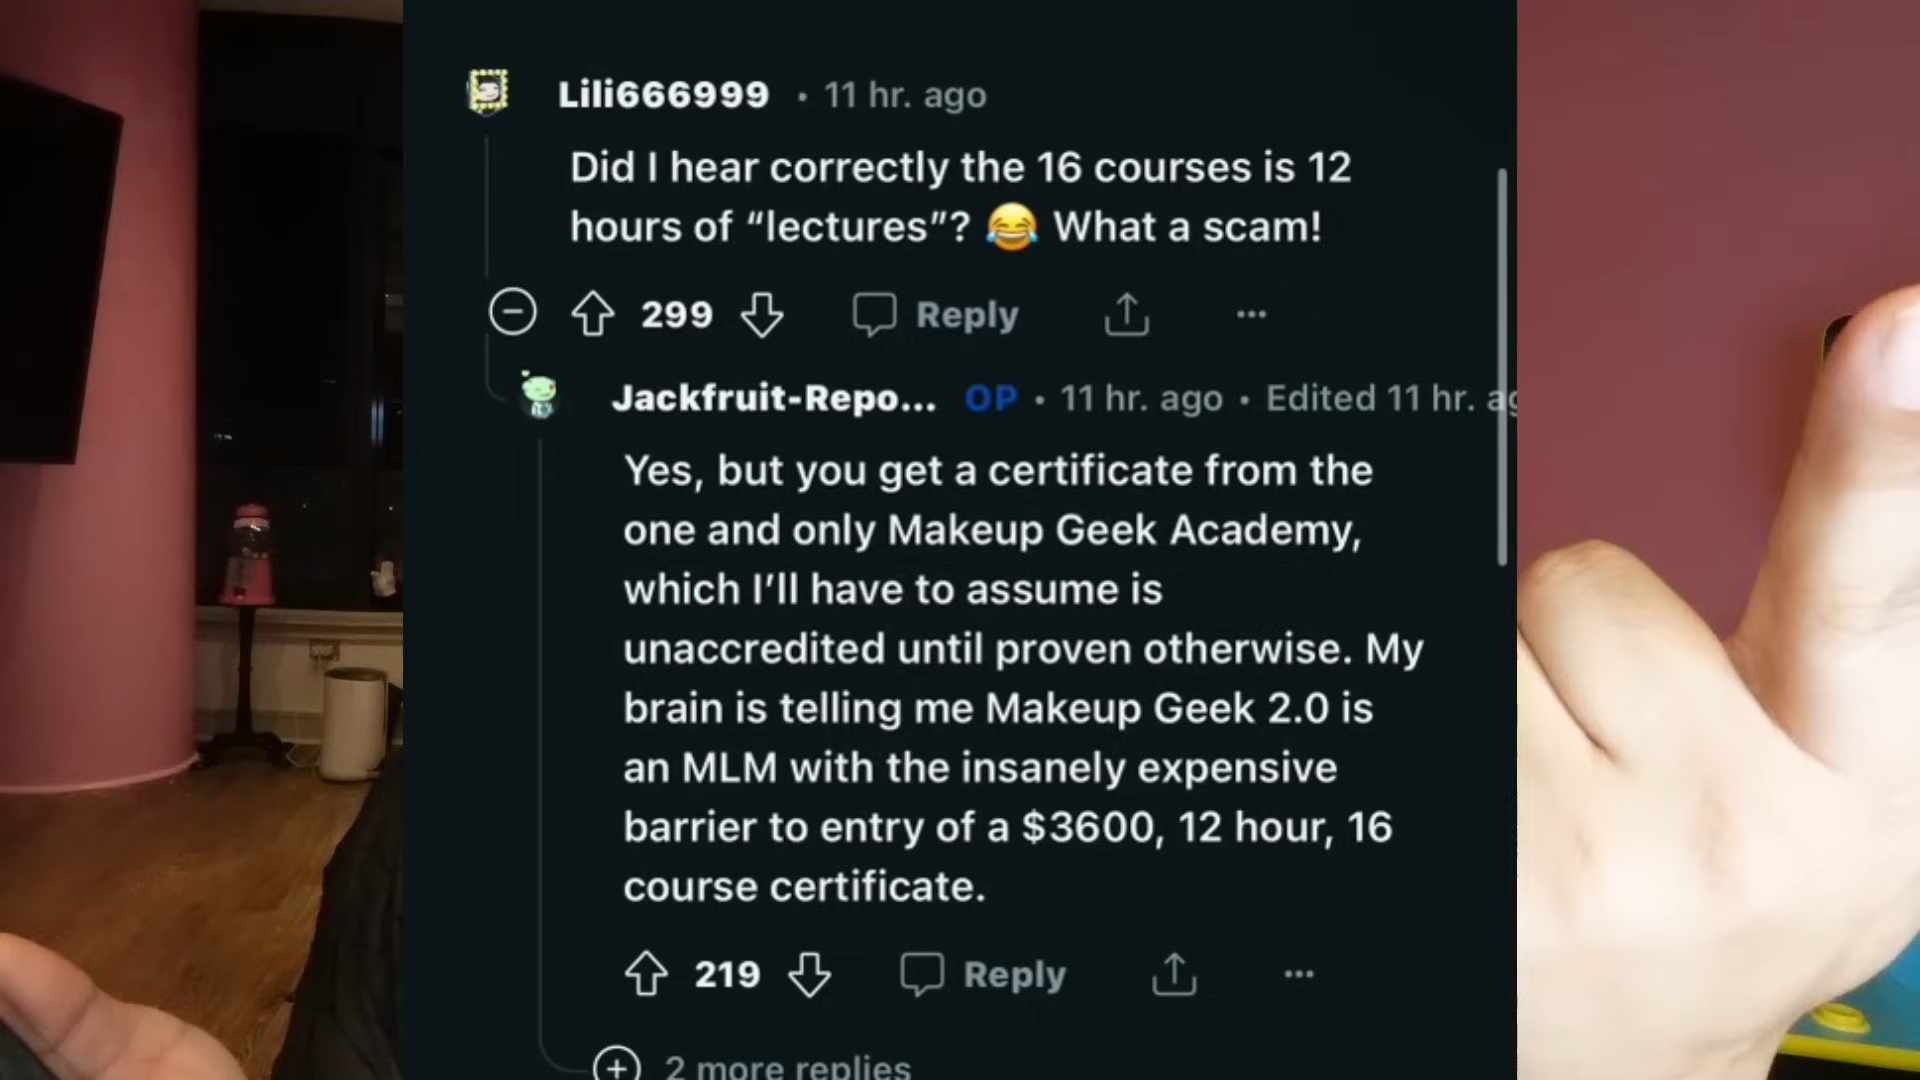 Lili666999 • 11 hr. ago
Did I hear correctly the 16 courses is 12
hours of “lectures”? 😂 What a scam!
299 Reply ...
Jackfruit-Repo... OP • 11 hr. ago • Edited 11 hr. ag
Yes, but you get a certificate from the
one and only Makeup Geek Academy,
which I’ll have to assume is
unaccredited until proven otherwise. My
brain is telling me Makeup Geek 2.0 is
an MLM with the insanely expensive
barrier to entry of a $3600, 12 hour, 16
course certificate.
219 Reply ...
2 more replies